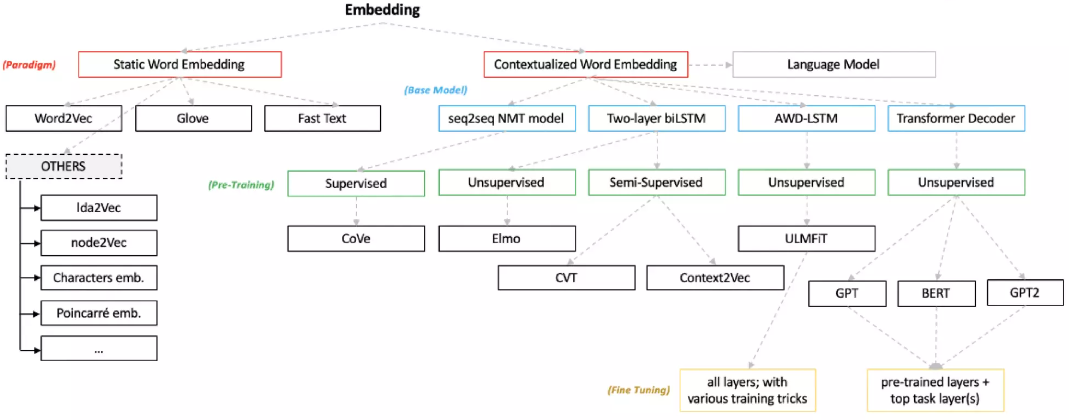 Embedding
(Paradigm)
Static Word Embedding
Contextualized Word Embedding
Language Model
(Base Model)
Word2Vec
Glove
Fast Text
seq2seq NMT model
Two-layer biLSTM
AWD-LSTM
Transformer Decoder
OTHERS
(Pre-Training)
Supervised
Unsupervised
Semi-Supervised
Unsupervised
Unsupervised
lda2Vec
node2Vec
Characters emb.
Poincarré emb.
...
CoVe
Elmo
ULMFiT
CVT
Context2Vec
GPT
BERT
GPT2
(Fine Tuning)
all layers; with
various training tricks
pre-trained layers +
top task layer(s)